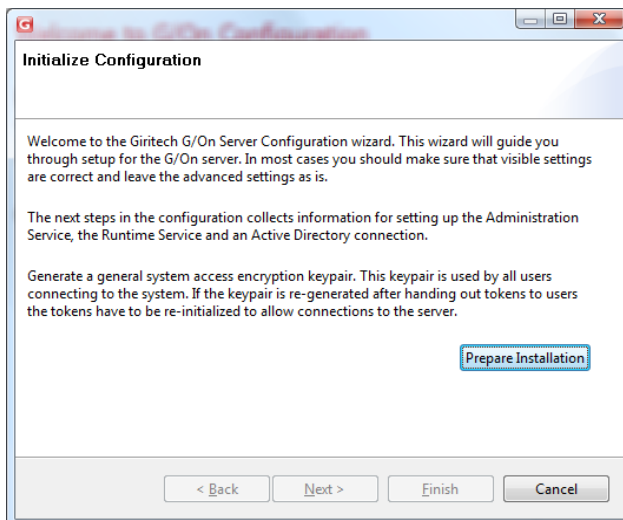 G
Welcome to G/On Configuration
Initialize Configuration
Welcome to the Giritech G/On Server Configuration wizard. This wizard will guide you
through setup for the G/On server. In most cases you should make sure that visible settings
are correct and leave the advanced settings as is.
The next steps in the configuration collects information for setting up the Administration
Service, the Runtime Service and an Active Directory connection.
Generate a general system access encryption keypair. This keypair is used by all users
connecting to the system. If the keypair is re-generated after handing out tokens to users
the tokens have to be re-initialized to allow connections to the server.
Prepare Installation
< Back
Next >
Finish
Cancel